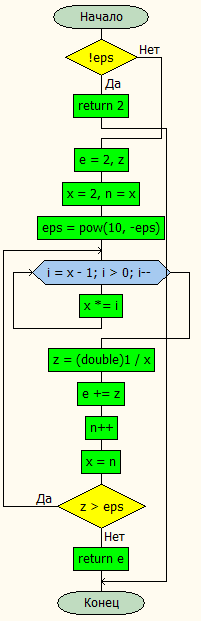 Начало
!eps
Нет
Да
return 2
e = 2, z
x = 2, n = x
eps = pow(10, -eps)
i = x - 1; i > 0; i--
x *= i
z = (double)1 / x
e += z
n++
x = n
Да
z > eps
Нет
return e
Конец